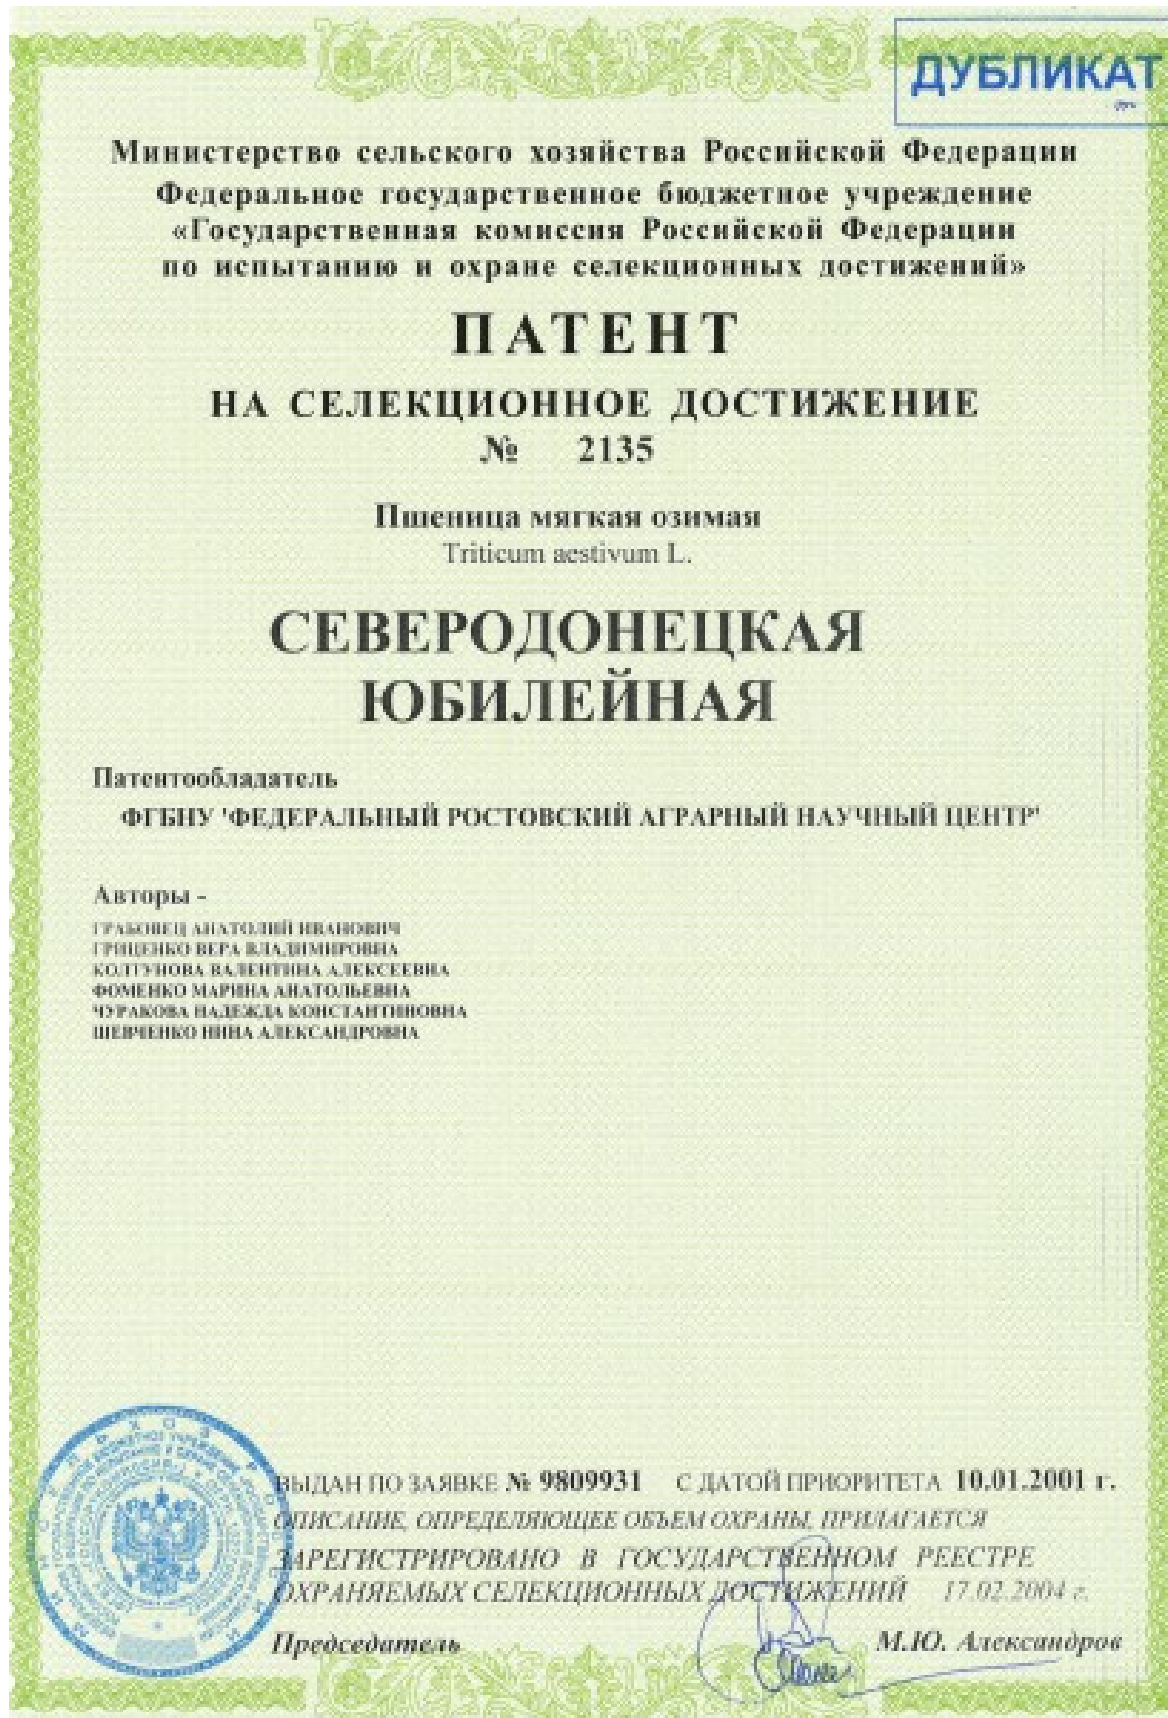 ДУБЛИКАТ
Министерство сельского хозяйства Российской Федерации
Федеральное государственное бюджетное учреждение
«Государственная комиссия Российской Федерации
по испытанию и охране селекционных достижений»
ПАТЕНТ
НА СЕЛЕКЦИОННОЕ ДОСТИЖЕНИЕ
№ 2135
Пшеница мягкая озимая
Triticum aestivum L.
СЕВЕРОДОНЕЦКАЯ
ЮБИЛЕЙНАЯ
Патентообладатель
ФГБНУ 'ФЕДЕРАЛЬНЫЙ РОСТОВСКИЙ АГРАРНЫЙ НАУЧНЫЙ ЦЕНТР'
Авторы -
ГРАБОВЕЦ АНАТОЛИЙ ИВАНОВИЧ
ГРИЦЕНКО ВЕРА ВЛАДИМИРОВНА
КОЛТУНОВА ВАЛЕНТИНА АЛЕКСЕЕВНА
ФОМЕНКО МАРИНА АНАТОЛЬЕВНА
ЧУРАКОВА НАДЕЖДА КОНСТАНТИНОВНА
ШЕВЧЕНКО НИНА АЛЕКСАНДРОВНА
ВЫДАН ПО ЗАЯВКЕ № 9809931 С ДАТОЙ ПРИОРИТЕТА 10.01.2001 г.
ОПИСАНИЕ, ОПРЕДЕЛЯЮЩЕЕ ОБЪЕМ ОХРАНЫ, ПРИЛАГАЕТСЯ
ЗАРЕГИСТРИРОВАНО В ГОСУДАРСТВЕННОМ РЕЕСТРЕ
ОХРАНЯЕМЫХ СЕЛЕКЦИОННЫХ ДОСТИЖЕНИЙ 17.02.2004 г.
Председатель М.Ю. Александров